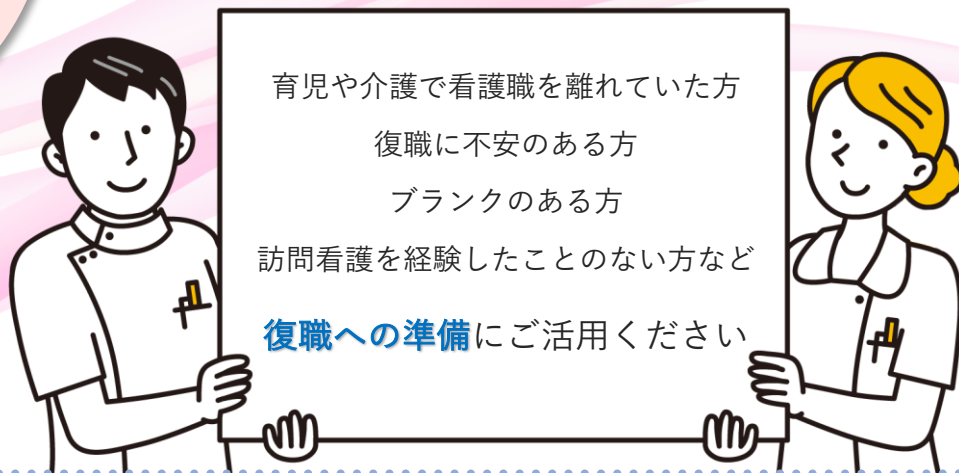 育児や介護で看護職を離れていた方
復職に不安のある方
ブランクのある方
訪問看護を経験したことのない方など
復職への準備にご活用ください